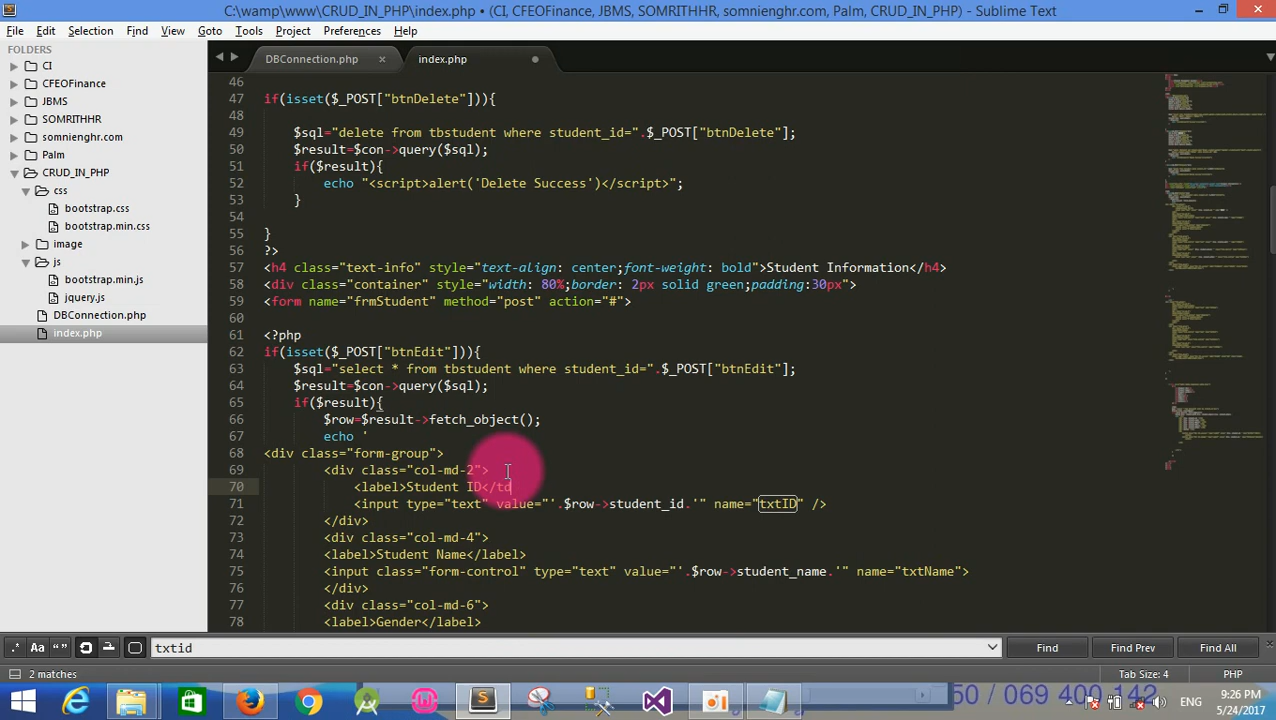 C:\wamp\www\CRUD_IN_PHP\index.php • (CI, CFEOFinance, JBMS, SOMRITHHR, somnienghr.com, Palm, CRUD_IN_PHP) - Sublime Text
File Edit Selection Find View Goto Tools Project Preferences Help
FOLDERS
CI
CFEOFinance
JBMS
SOMRITHHR
somnienghr.com
Palm
CRUD_IN_PHP
css
bootstrap.css
bootstrap.min.css
image
js
bootstrap.min.js
jquery.js
DBConnection.php
index.php
DBConnection.php index.php
46
47 if(isset($_POST["btnDelete"])){
48
49 $sql="delete from tbstudent where student_id=".$_POST["btnDelete"];
50 $result=$con->query($sql);
51 if($result){
52 echo "<script>alert('Delete Success')</script>";
53 }
54
55 }
56 ?>
57 <h4 class="text-info" style="text-align: center;font-weight: bold">Student Information</h4>
58 <div class="container" style="width: 80%;border: 2px solid green;padding:30px">
59 <form name="frmStudent" method="post" action="#">
60
61 <?php
62 if(isset($_POST["btnEdit"])){
63 $sql="select * from tbstudent where student_id=".$_POST["btnEdit"];
64 $result=$con->query($sql);
65 if($result){
66 $row=$result->fetch_object();
67 echo '
68 <div class="form-group">
69 <div class="col-md-2">
70 <label>Student ID</td
71 <input type="text" value="'.$row->student_id.'" name="txtID" />
72 </div>
73 <div class="col-md-4">
74 <label>Student Name</label>
75 <input class="form-control" type="text" value="'.$row->student_name.'" name="txtName">
76 </div>
77 <div class="col-md-6">
78 <label>Gender</label>
.* Aa “ ” txtid Find Find Prev Find All
2 matches Tab Size: 4 PHP
50 / 069 400 142
ENG 9:26 PM
5/24/2017